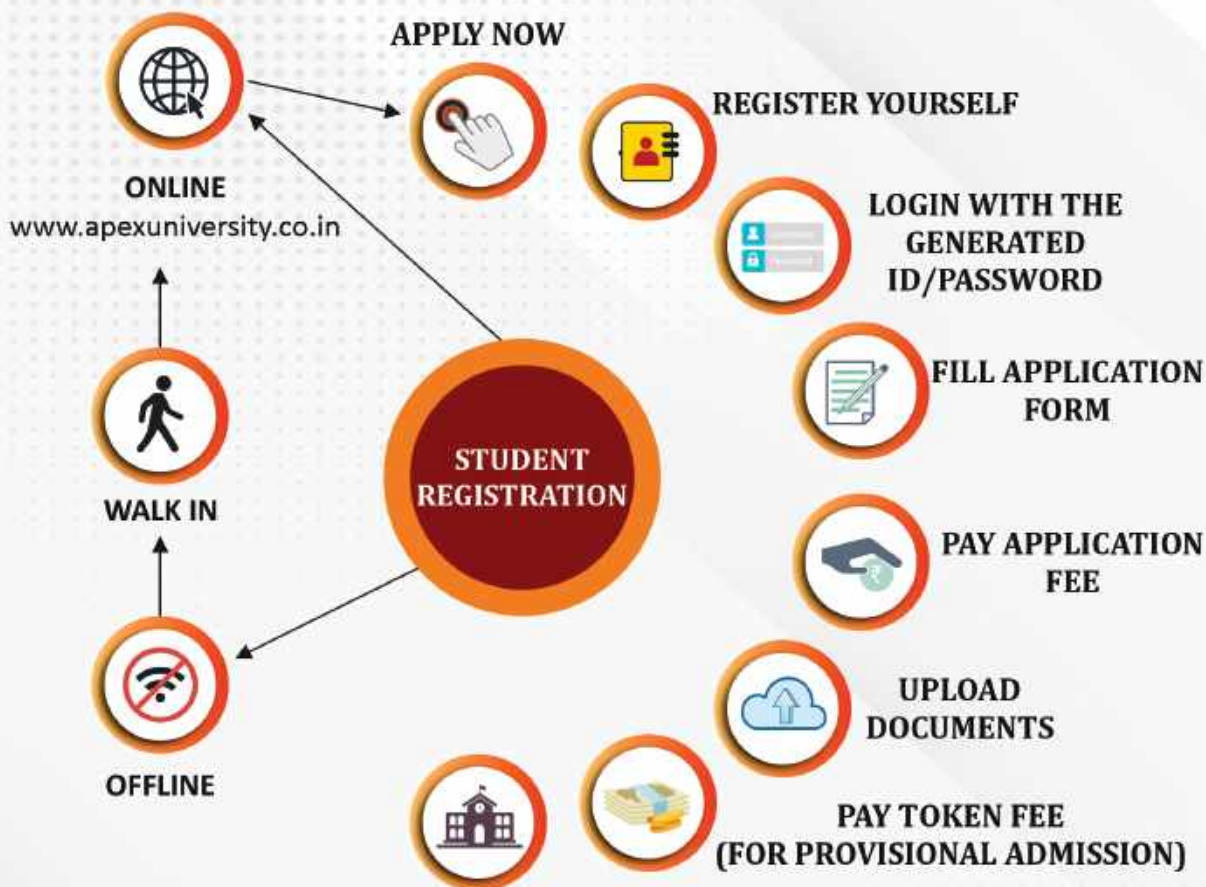 APPLY NOW
REGISTER YOURSELF
ONLINE
www.apexuniversity.co.in
LOGIN WITH THE
GENERATED
ID/PASSWORD
FILL APPLICATION
FORM
STUDENT
REGISTRATION
WALK IN
PAY APPLICATION
FEE
UPLOAD
DOCUMENTS
OFFLINE
PAY TOKEN FEE
(FOR PROVISIONAL ADMISSION)